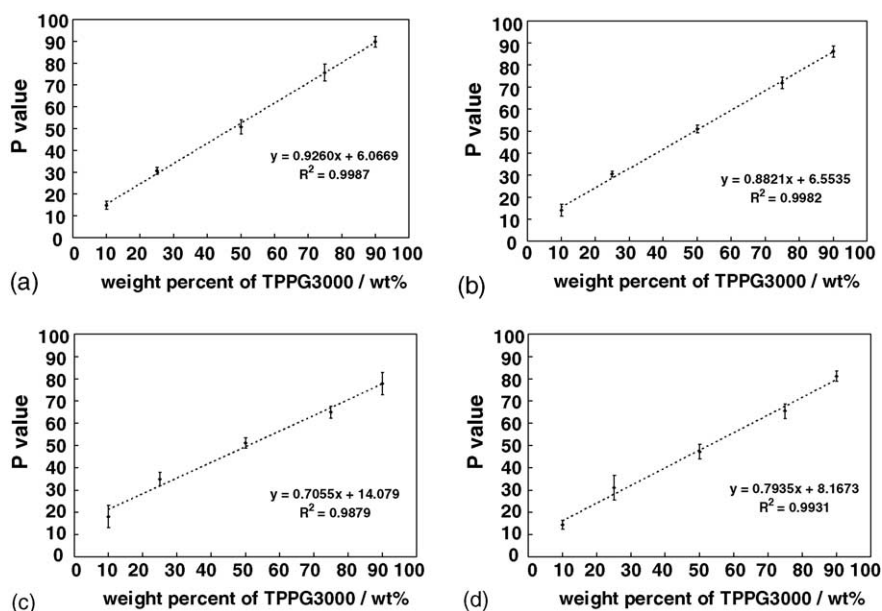 100
90
80
70
60
50
40
30
20
10
0
P value
y = 0.9260x + 6.0669
R² = 0.9987
0 10 20 30 40 50 60 70 80 90 100
(a) weight percent of TPPG3000 / wt%
100
90
80
70
60
50
40
30
20
10
0
P value
y = 0.8821x + 6.5535
R² = 0.9982
0 10 20 30 40 50 60 70 80 90 100
(b) weight percent of TPPG3000 / wt%
100
90
80
70
60
50
40
30
20
10
0
P value
y = 0.7055x + 14.079
R² = 0.9879
0 10 20 30 40 50 60 70 80 90 100
(c) weight percent of TPPG3000 / wt%
100
90
80
70
60
50
40
30
20
10
0
P value
y = 0.7935x + 8.1673
R² = 0.9931
0 10 20 30 40 50 60 70 80 90 100
(d) weight percent of TPPG3000 / wt%